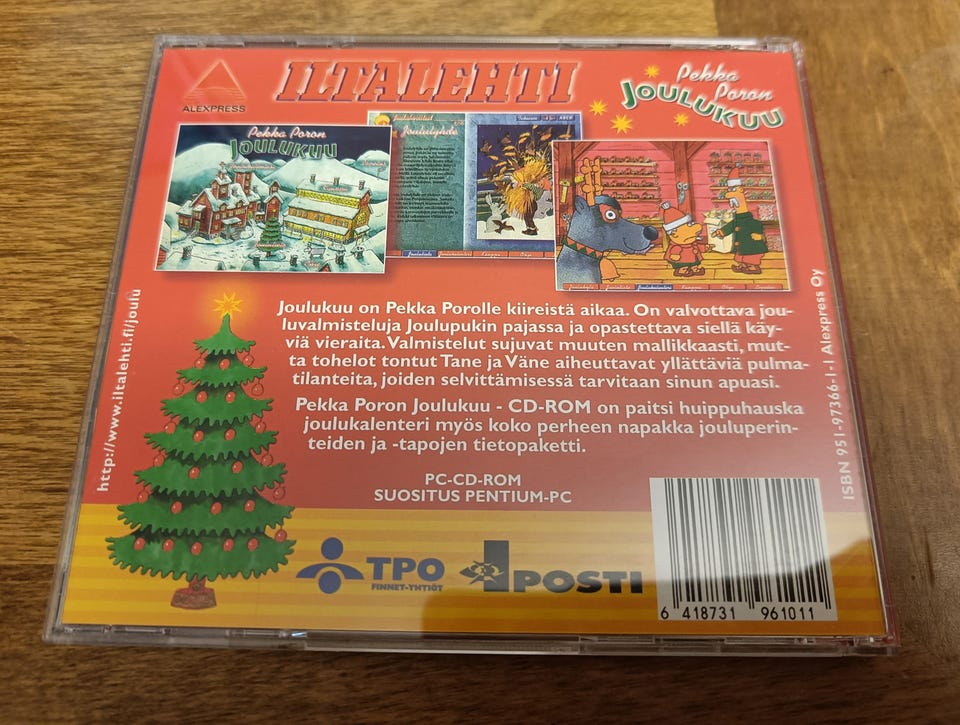 ALEXPRESS
ILTALEHTI
Pekka
Poron
JOULUKUU
Pekka Poron
JOULUKUU
Joululyhde
Joulukuu on Pekka Porolle kiireistä aikaa. On valvottava jou-
luvalmisteluja Joulupukin pajassa ja opastettava siellä käy-
viä vieraita. Valmistelut sujuvat muuten mallikkaasti, mut-
ta tohelot tontut Tane ja Väne aiheuttavat yllättäviä pulma-
tilanteita, joiden selvittämisessä tarvitaan sinun apuasi.
Pekka Poron Joulukuu - CD-ROM on paitsi huippuhauska
joulukalenteri myös koko perheen napakka jouluperin-
teiden ja -tapojen tietopaketti.
PC-CD-ROM
SUOSITUS PENTIUM-PC
TPO
FINNET-YHTIÖT
POSTI
6 418731 961011
http://www.iltalehti.fi/joulu
ISBN 951-97366-1-1 Alexpress Oy